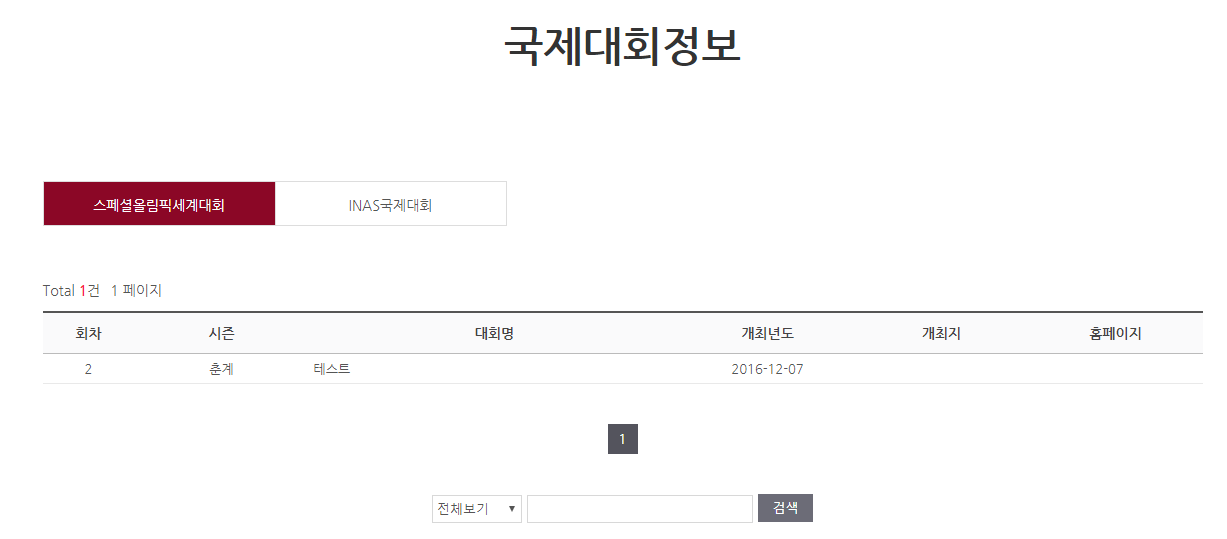 국제대회정보
스페셜올림픽세계대회 INAS국제대회
Total 1건 1 페이지
회차 시즌 대회명 개최년도 개최지 홈페이지
2 춘계 테스트 2016-12-07
1
전체보기 검색